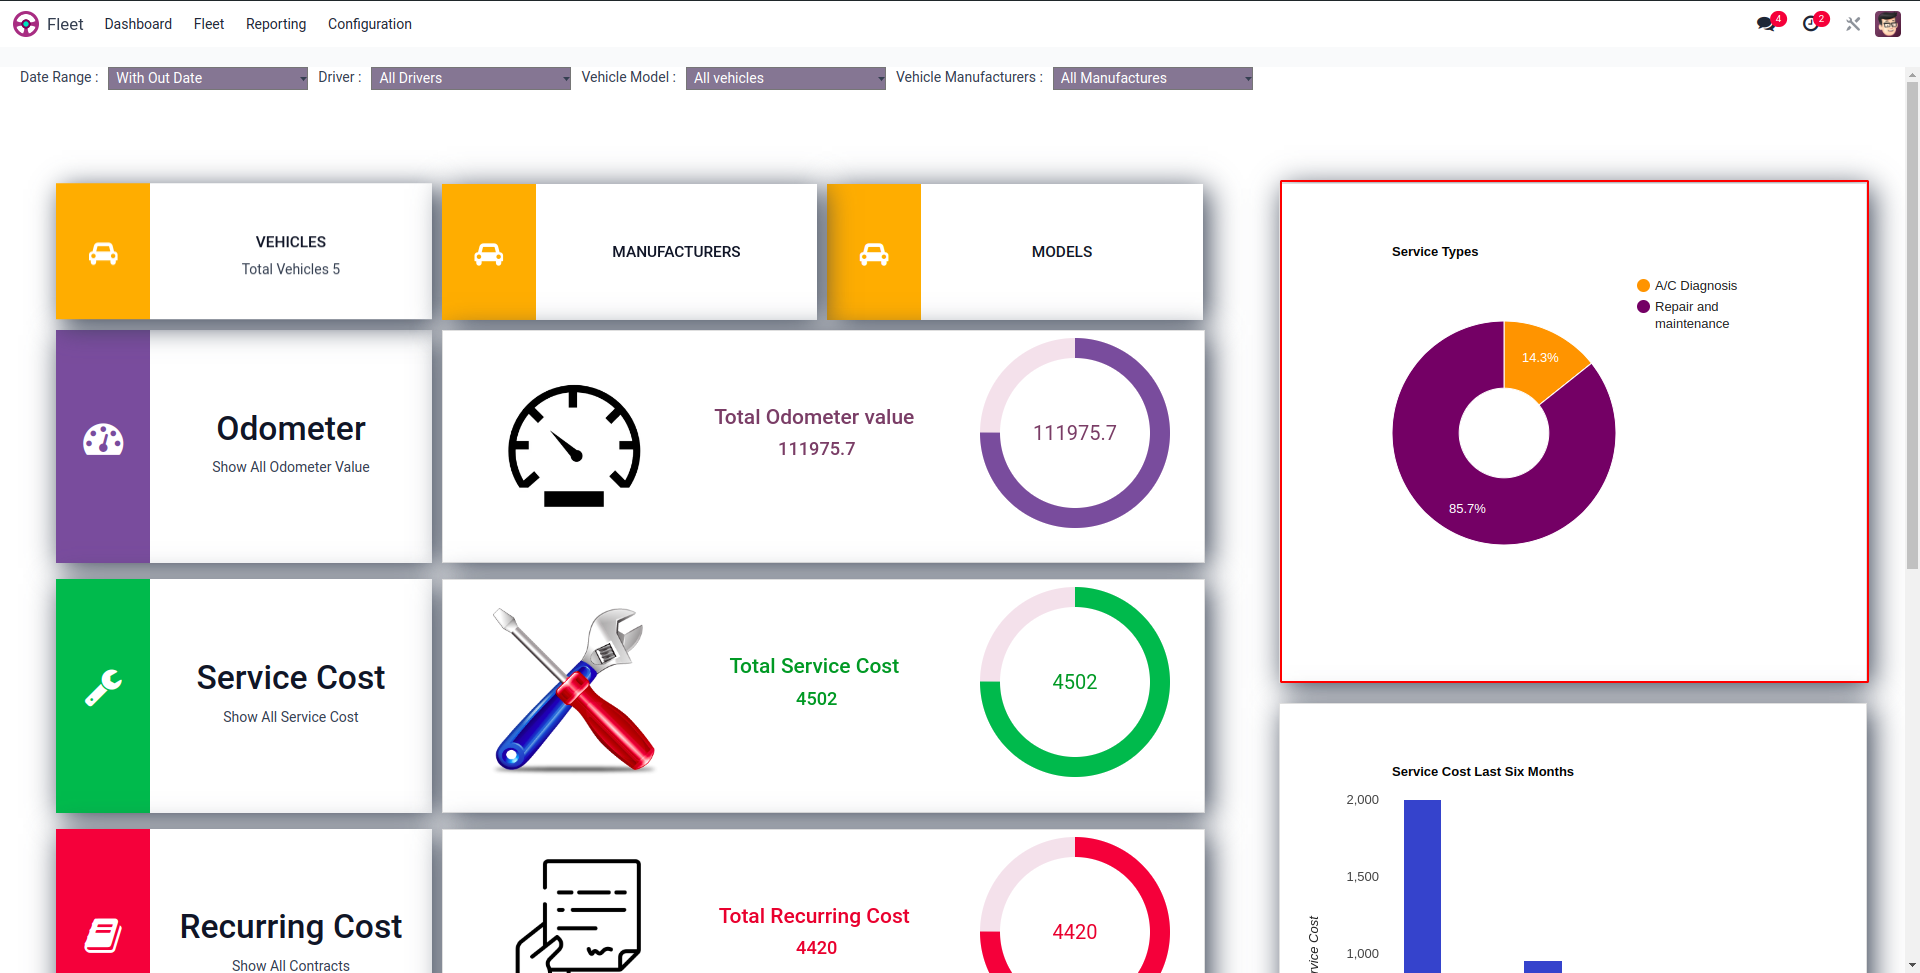 Fleet Dashboard Fleet Reporting Configuration 4 2
Date Range : With Out Date Driver : All Drivers Vehicle Model : All vehicles Vehicle Manufacturers : All Manufactures
VEHICLES
Total Vehicles 5
MANUFACTURERS
MODELS
Odometer
Show All Odometer Value
Total Odometer value
111975.7
111975.7
Service Cost
Show All Service Cost
Total Service Cost
4502
4502
Recurring Cost
Show All Contracts
Total Recurring Cost
4420
4420
Service Types
A/C Diagnosis
Repair and
maintenance
14.3%
85.7%
Service Cost Last Six Months
2,000
1,500
1,000
Cost